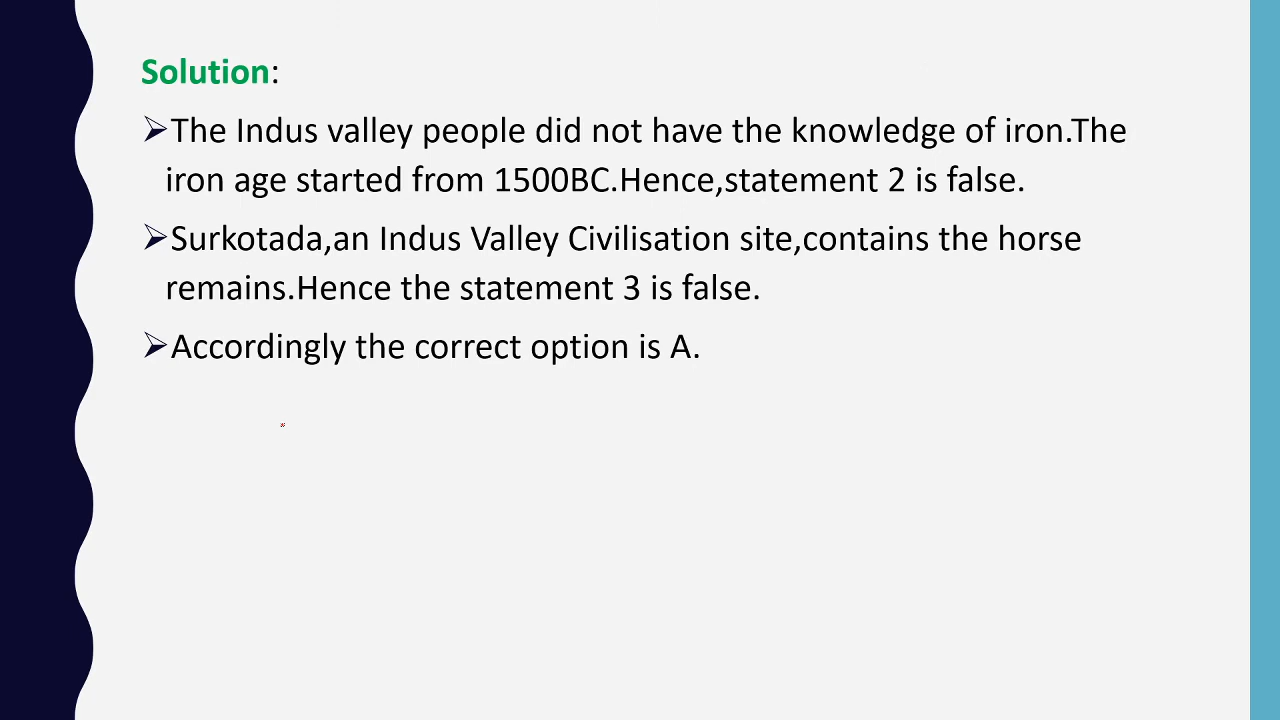 Solution:
➢The Indus valley people did not have the knowledge of iron.The
iron age started from 1500BC.Hence,statement 2 is false.
➢Surkotada,an Indus Valley Civilisation site,contains the horse
remains.Hence the statement 3 is false.
➢Accordingly the correct option is A.